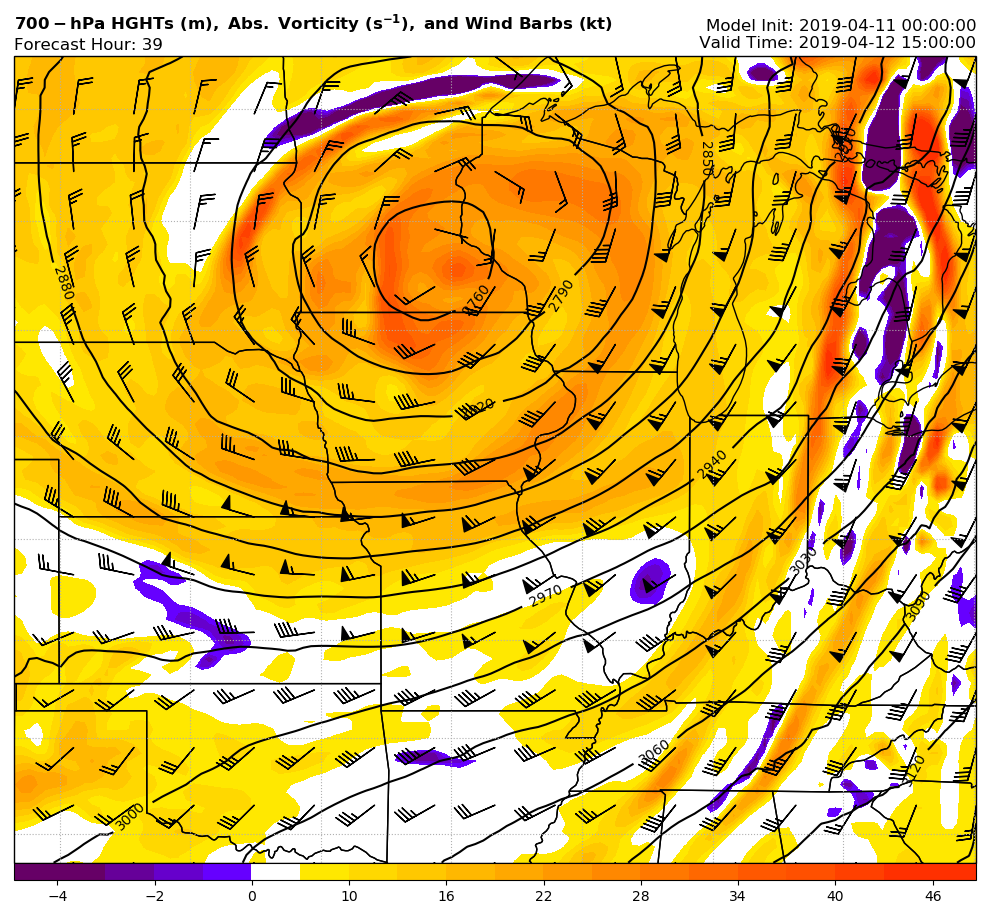 700-hPa HGHTs (m), Abs. Vorticity (s⁻¹), and Wind Barbs (kt)
Model Init: 2019-04-11 00:00:00
Forecast Hour: 39
Valid Time: 2019-04-12 15:00:00
2850
2880
2760
2790
2820
2940
3030
2970
3090
3060
3120
3000
−4 −2 0 10 16 22 28 34 40 46